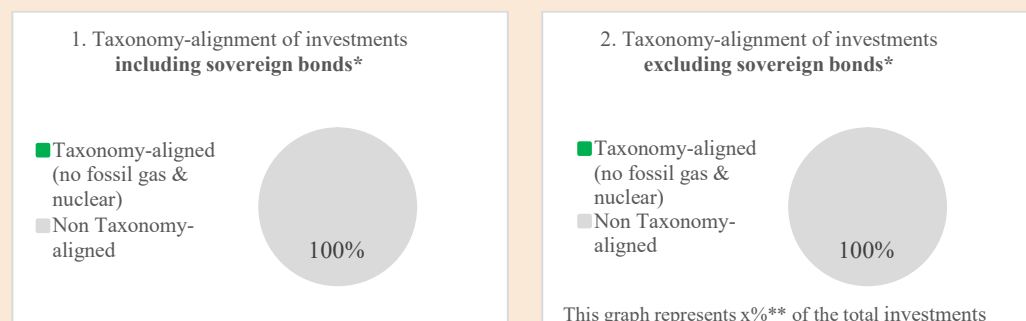 1. Taxonomy-alignment of investments
including sovereign bonds*
Taxonomy-aligned
(no fossil gas &
nuclear)
Non Taxonomy-
aligned
100%
2. Taxonomy-alignment of investments
excluding sovereign bonds*
Taxonomy-aligned
(no fossil gas &
nuclear)
Non Taxonomy-
aligned
100%
This graph represents x%** of the total investments